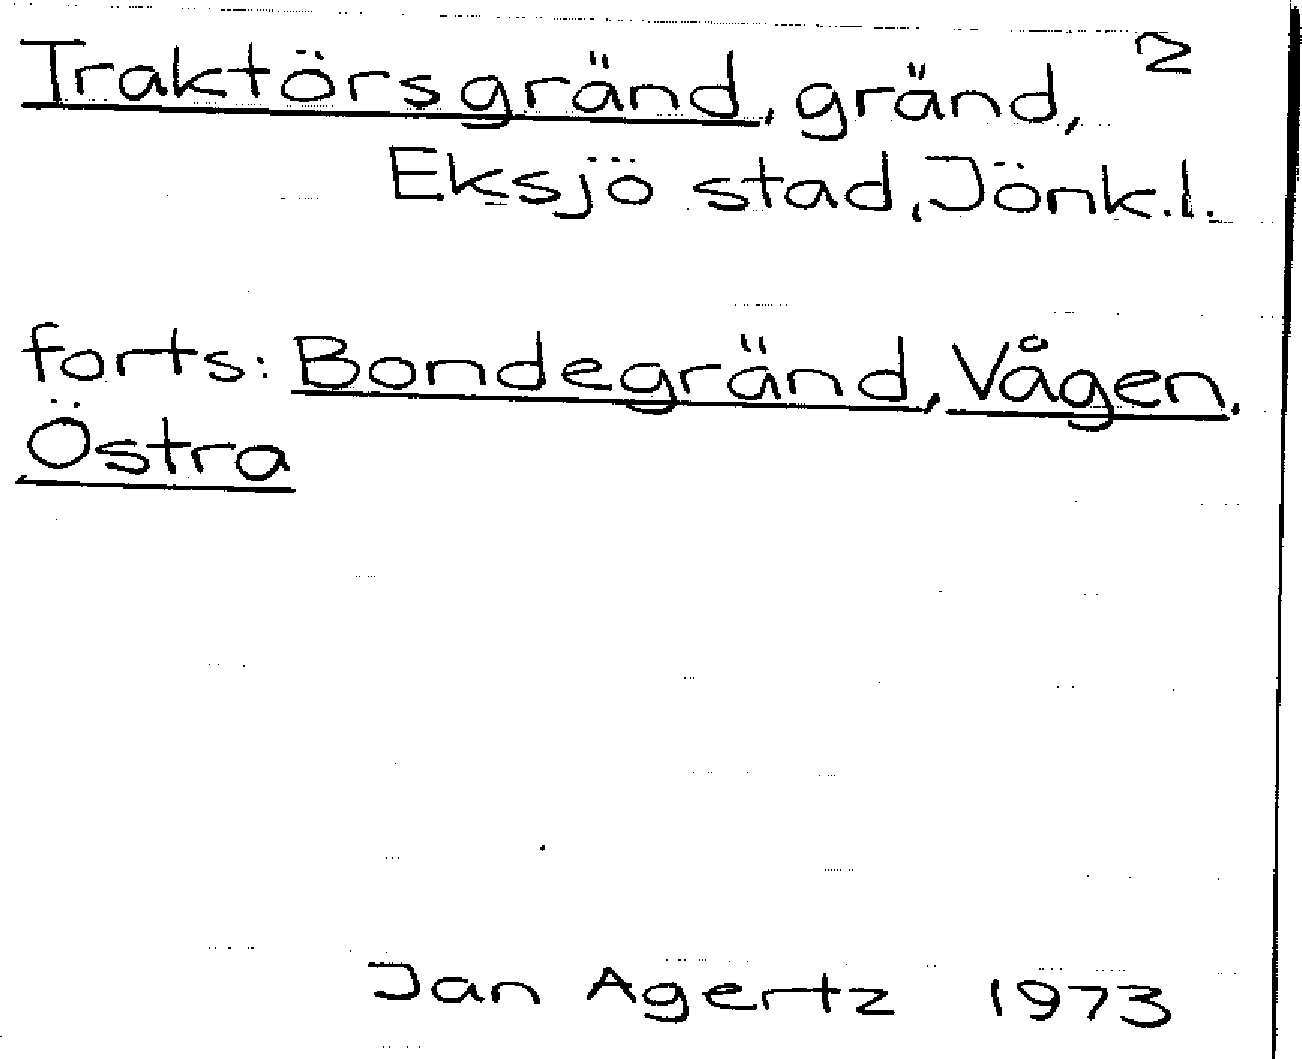 Traktörsgränd, gränd, 2
Eksjö stad, Jönk.l.
forts: Bondegränd, Vågen,
Östra
Jan Agertz 1973